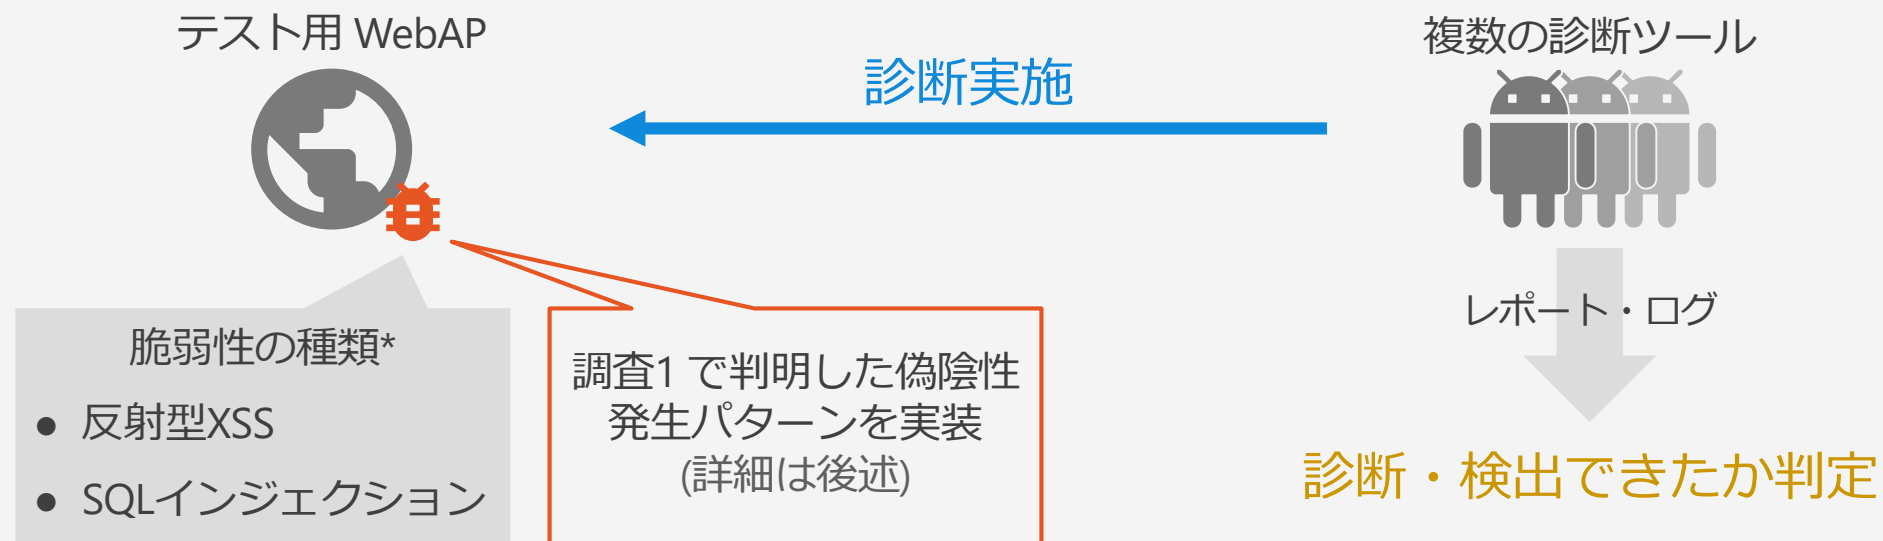 テスト用 WebAP
診断実施
複数の診断ツール
脆弱性の種類*
● 反射型XSS
● SQLインジェクション
調査1 で判明した偽陰性
発生パターンを実装
(詳細は後述)
レポート・ログ
診断・検出できたか判定